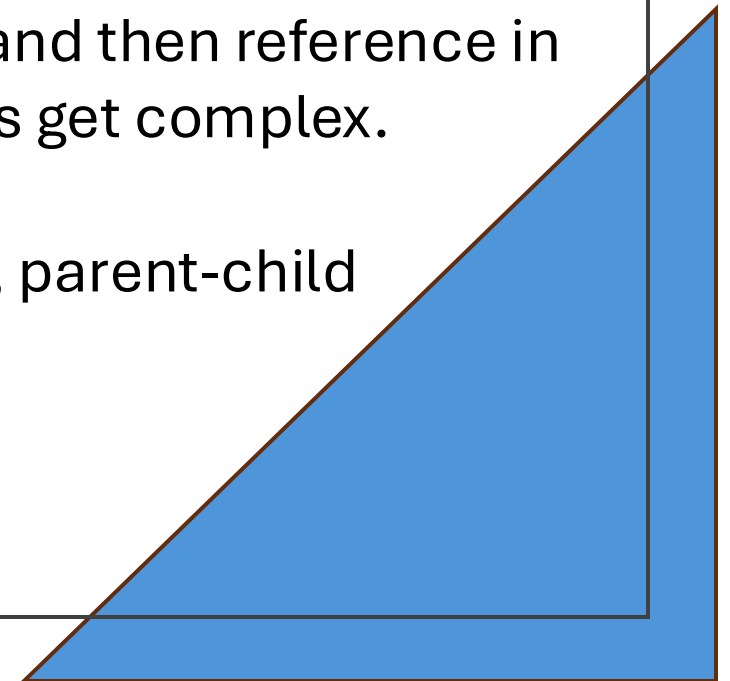 and then reference in
s get complex.
, parent-child